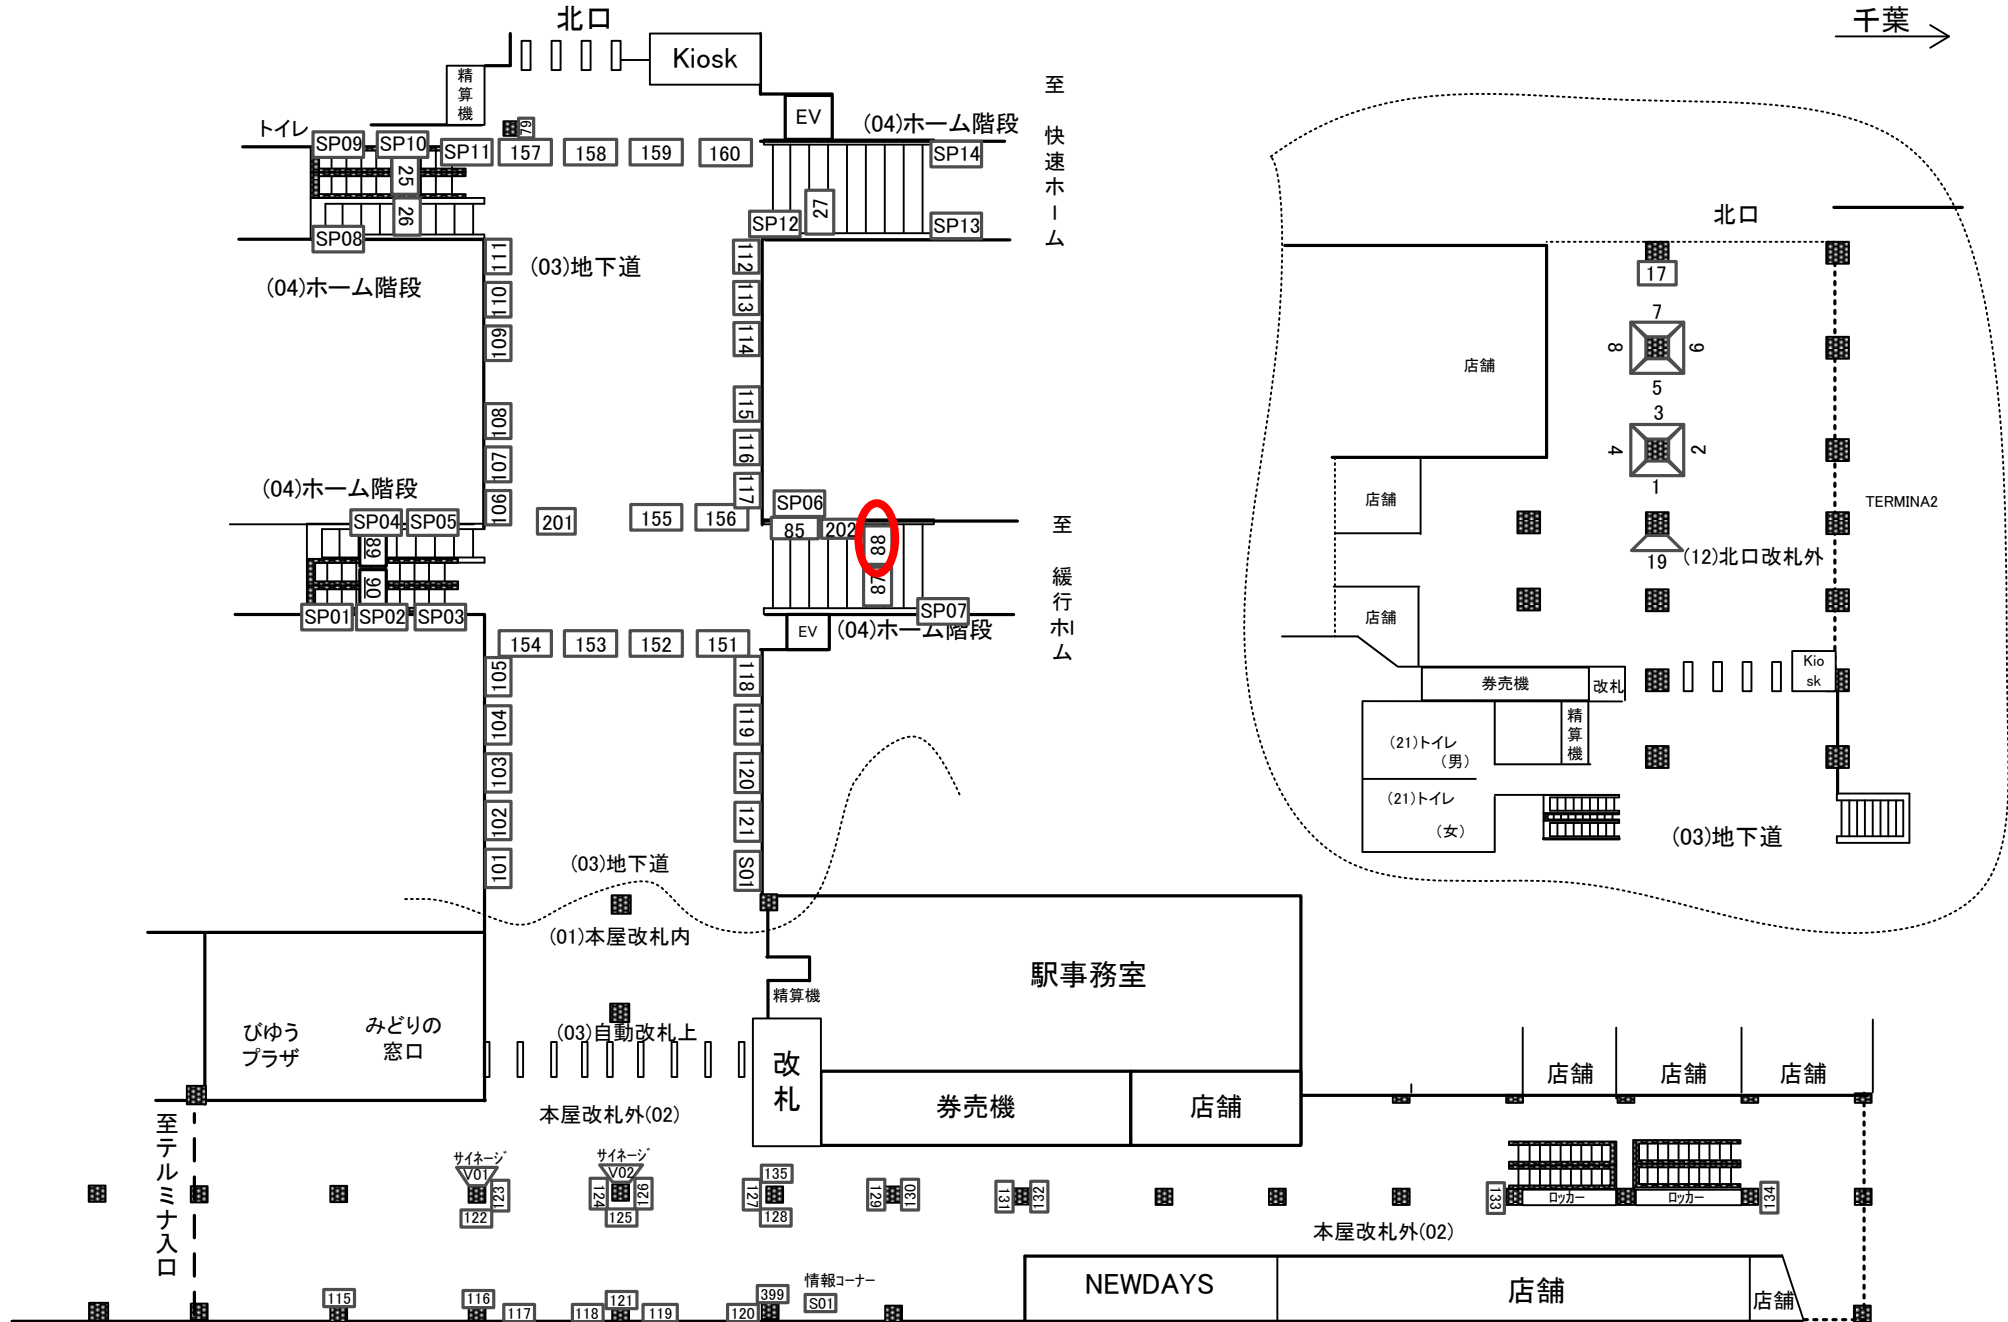 北口
千葉
Kiosk
精算機
EV
(04)ホーム階段
至 快速ホーム
トイレ
79
SP09
SP10
SP11
157
158
159
160
SP14
25
26
27
SP12
SP13
SP08
111
(03)地下道
112
(04)ホーム階段
110
113
109
114
108
115
107
116
(04)ホーム階段
106
117
SP06
SP04
SP05
201
155
156
85
202
88
至 緩行ホーム
89
90
87
SP01
SP02
SP03
SP07
EV
(04)ホーム階段
154
153
152
151
105
118
104
119
103
120
102
121
101
S01
(03)地下道
(01)本屋改札内
駅事務室
精算機
びゅう
プラザ
みどりの
窓口
(03)自動改札上
改札
券売機
店舗
本屋改札外(02)
至テルミナ入口
サイネージ
V01
サイネージ
V02
123
122
124
126
125
135
127
128
129
130
131
132
133
ロッカー
ロッカー
134
店舗
店舗
店舗
本屋改札外(02)
115
116
117
118
121
119
120
399
情報コーナー
S01
NEWDAYS
店舗
店舗
北口
17
7
8
6
5
3
4
2
1
19
(12)北口改札外
TERMINA2
店舗
店舗
店舗
Kio
sk
券売機
改札
精算機
(21)トイレ
(男)
(21)トイレ
(女)
(03)地下道